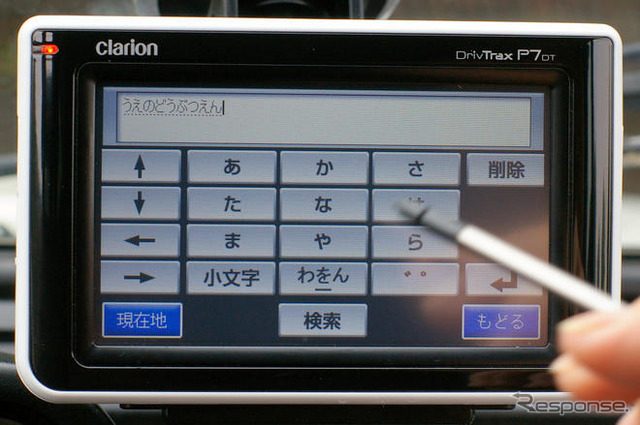 Clarion
DrivTrax P7DT
うえのどうぶつえん
↑ あ か さ 削除
↓ た な は
← ま や ら
→ 小文字 わをん ゛゜ ↵
現在地 検索 もどる
Response.